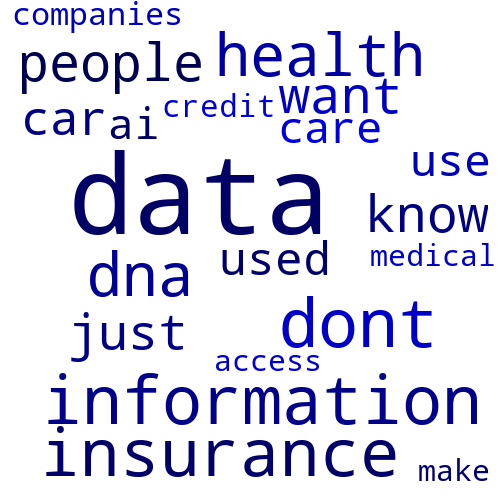 companies
people
health
want
car
ai
credit
care
data
use
know
used
medical
dna
dont
just
access
information
insurance
make